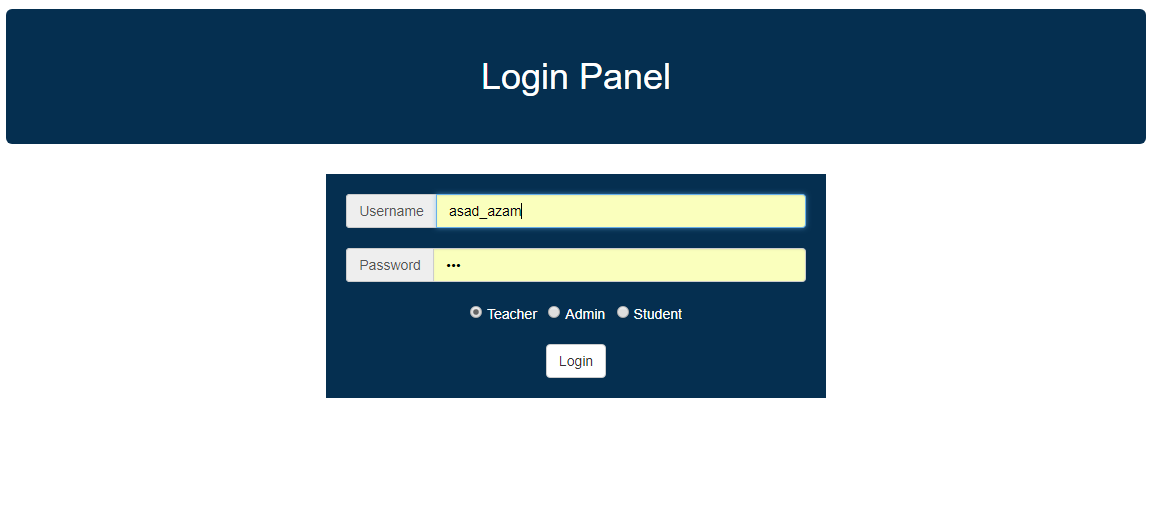 Login Panel
Username asad_azam
Password •••
Teacher Admin Student
Login